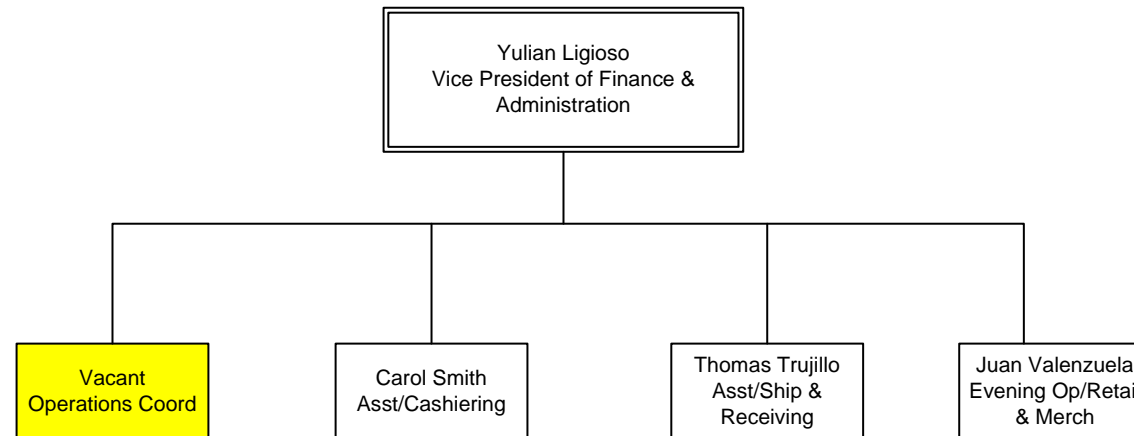 Yulian Ligioso
Vice President of Finance &
Administration
Vacant
Operations Coord
Carol Smith
Asst/Cashiering
Thomas Trujillo
Asst/Ship &
Receiving
Juan Valenzuela
Evening Op/Retai
& Merch